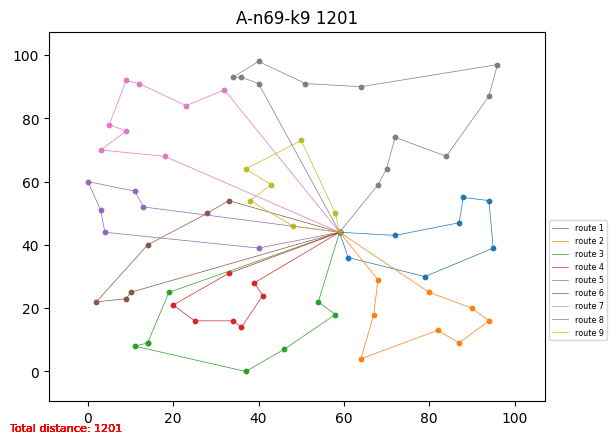 A-n69-k9 1201
100
80
60
40
20
0
0
20
40
60
80
100
route 1
route 2
route 3
route 4
route 5
route 6
route 7
route 8
route 9
Total distance: 1201